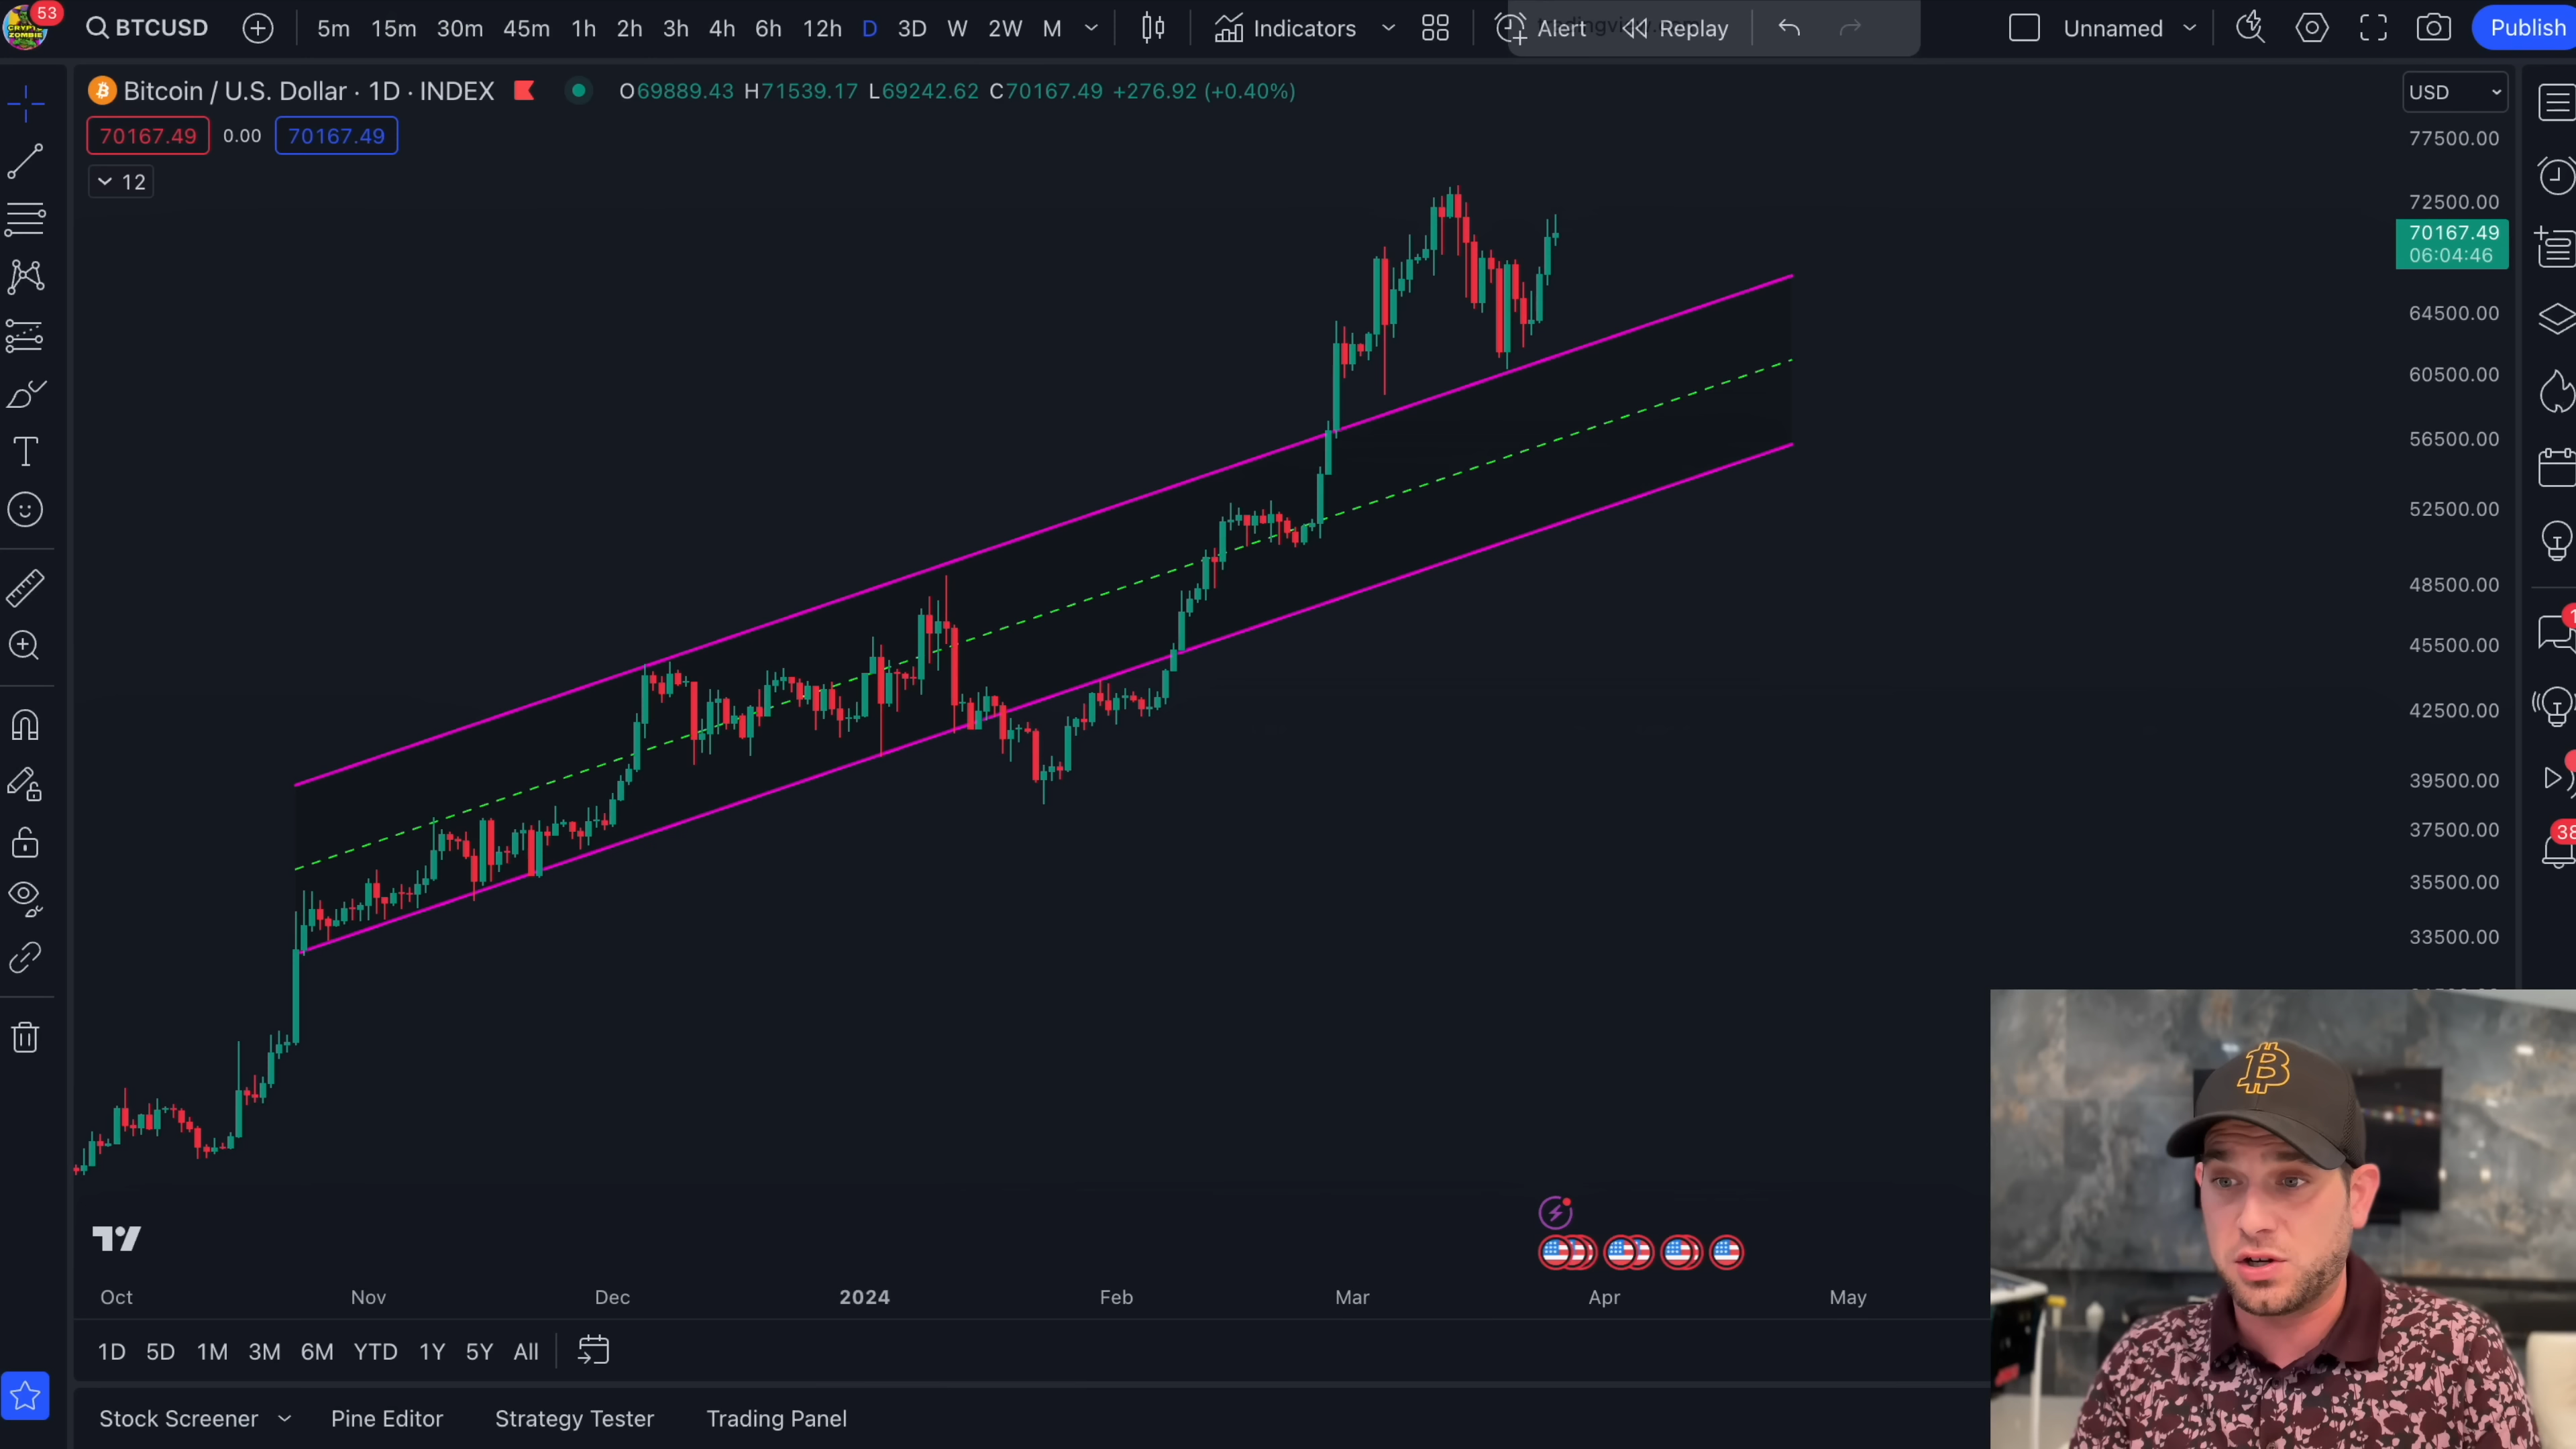 53
CRYPTO ZOMBIE
BTCUSD 5m 15m 30m 45m 1h 2h 3h 4h 6h 12h D 3D W 2W M Indicators Alert Replay Unnamed Publish
Bitcoin / U.S. Dollar · 1D · INDEX O69889.43 H71539.17 L69242.62 C70167.49 +276.92 (+0.40%)
USD
70167.49 0.00 70167.49
12
77500.00
72500.00
70167.49
06:04:46
64500.00
60500.00
56500.00
52500.00
48500.00
45500.00
42500.00
39500.00
37500.00
35500.00
33500.00
1
38
Oct Nov Dec 2024 Feb Mar Apr May
1D 5D 1M 3M 6M YTD 1Y 5Y All
Stock Screener Pine Editor Strategy Tester Trading Panel